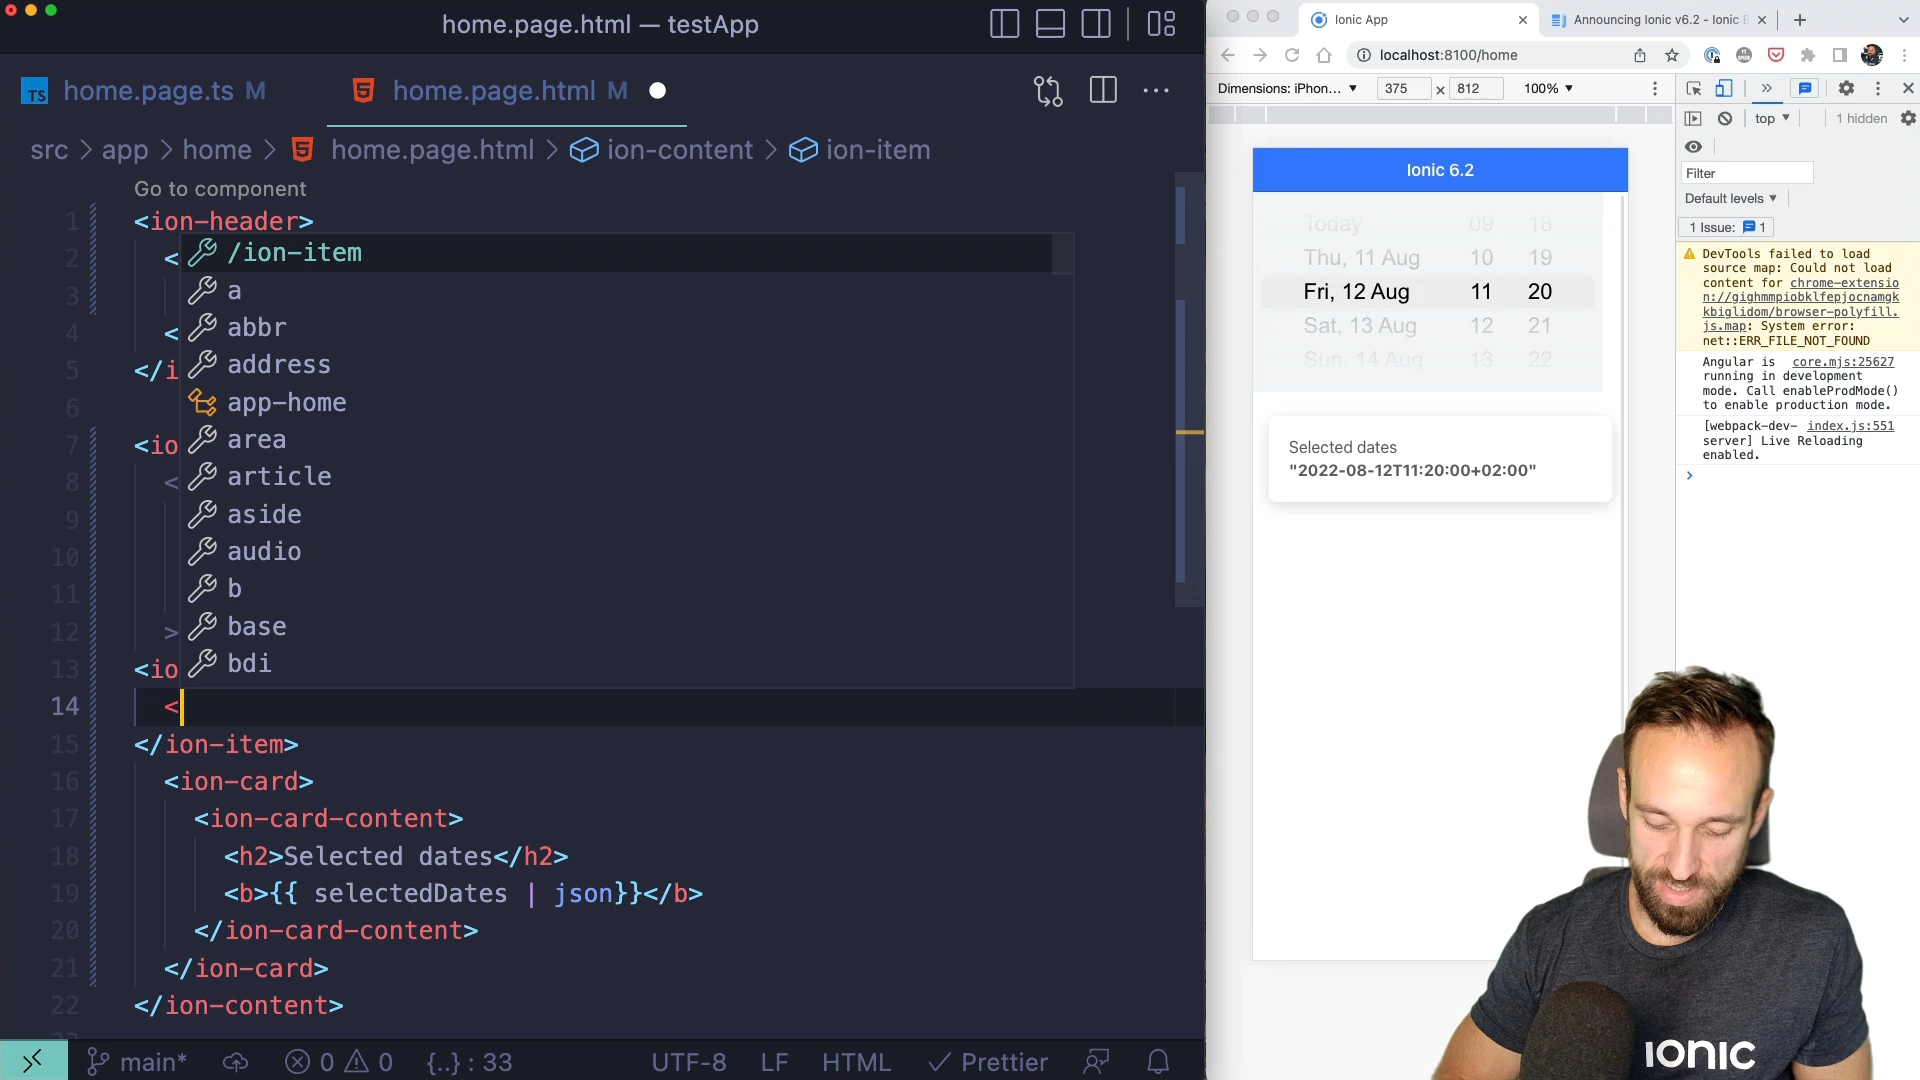 home.page.html — testApp
TS home.page.ts M
home.page.html M
src > app > home > home.page.html > ion-content > ion-item
Go to component
1 <ion-header>
2 <
3
4 <
5 </i
6
7 <io
8 <
9
10
11
12 >
13 <io
/ion-item
a
abbr
address
app-home
area
article
aside
audio
b
base
bdi
14 <
15 </ion-item>
16 <ion-card>
17 <ion-card-content>
18 <h2>Selected dates</h2>
19 <b>{{ selectedDates | json}}</b>
20 </ion-card-content>
21 </ion-card>
22 </ion-content>
main* 0 0 {..} : 33 UTF-8 LF HTML Prettier
Ionic App
Announcing Ionic v6.2 - Ionic
localhost:8100/home
Dimensions: iPhon... 375 × 812 100%
Ionic 6.2
Today 09 18
Thu, 11 Aug 10 19
Fri, 12 Aug 11 20
Sat, 13 Aug 12 21
Sun, 14 Aug 13 22
Selected dates
"2022-08-12T11:20:00+02:00"
top 1 hidden
Filter
Default levels
1 Issue: 1
DevTools failed to load
source map: Could not load
content for chrome-extensio
n://gighmmpiobklfepjocnamgk
kbiglidom/browser-polyfill.
js.map: System error:
net::ERR_FILE_NOT_FOUND
Angular is core.mjs:25627
running in development
mode. Call enableProdMode()
to enable production mode.
[webpack-dev- index.js:551
server] Live Reloading
enabled.
IONIC